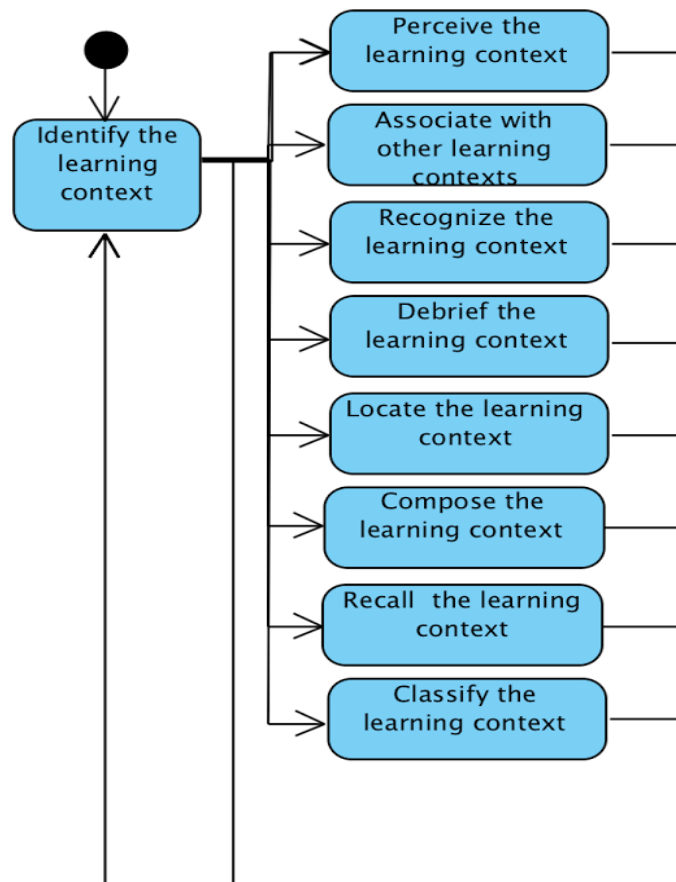 Perceive the
learning context
Identify the
learning
context
Associate with
other learning
contexts
Recognize the
learning context
Debrief the
learning context
Locate the learning
context
Compose the
learning context
Recall  the learning
context
Classify the
learning context